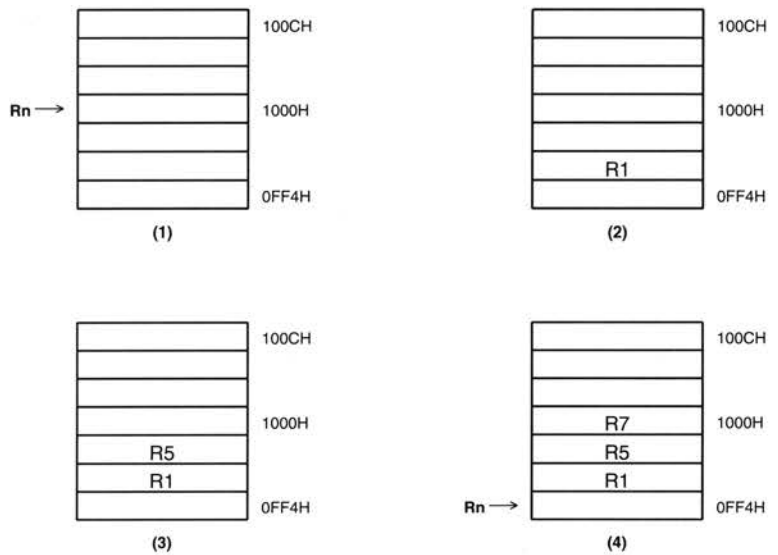 100CH
Rn → 1000H
0FF4H
(1)
100CH
1000H
R1
0FF4H
(2)
100CH
1000H
R5
R1
0FF4H
(3)
100CH
R7 1000H
R5
R1
Rn → 0FF4H
(4)